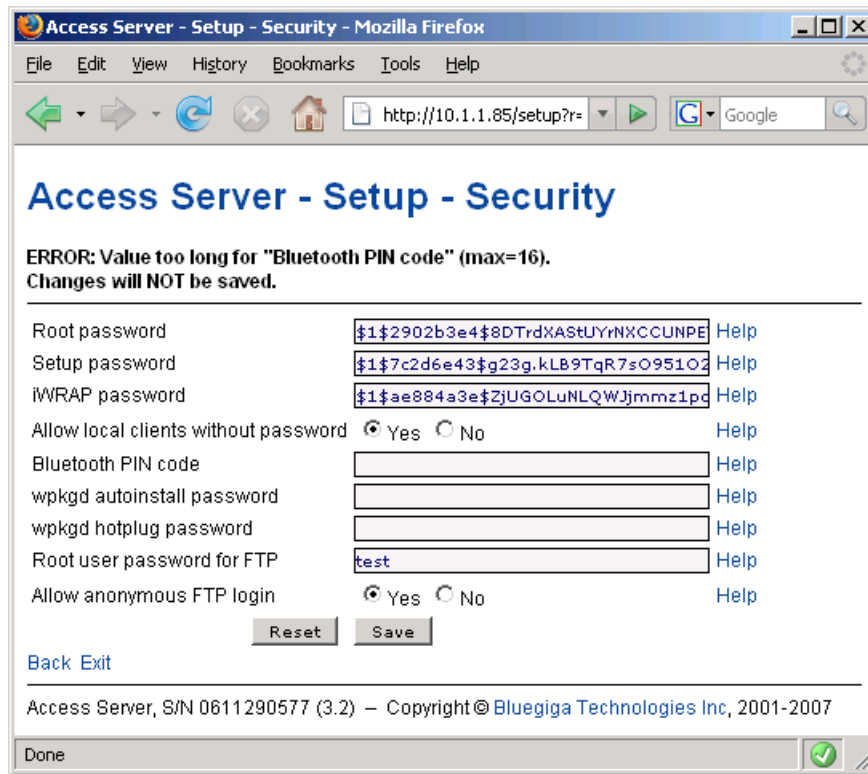 Access Server - Setup - Security - Mozilla Firefox
File Edit View History Bookmarks Tools Help
http://10.1.1.85/setup?r= G Google
Access Server - Setup - Security
ERROR: Value too long for "Bluetooth PIN code" (max=16).
Changes will NOT be saved.
Root password $1$2902b3e4$8DTrdXAStUYrNXCCUNPE Help
Setup password $1$7c2d6e43$g23g.kLB9TqR7sO951O2 Help
iWRAP password $1$ae884a3e$ZjUGOLuNLQWJjmmz1p Help
Allow local clients without password Yes No Help
Bluetooth PIN code Help
wpkgd autoinstall password Help
wpkgd hotplug password Help
Root user password for FTP test Help
Allow anonymous FTP login Yes No Help
Reset Save
Back Exit
Access Server, S/N 0611290577 (3.2) – Copyright © Bluegiga Technologies Inc, 2001-2007
Done